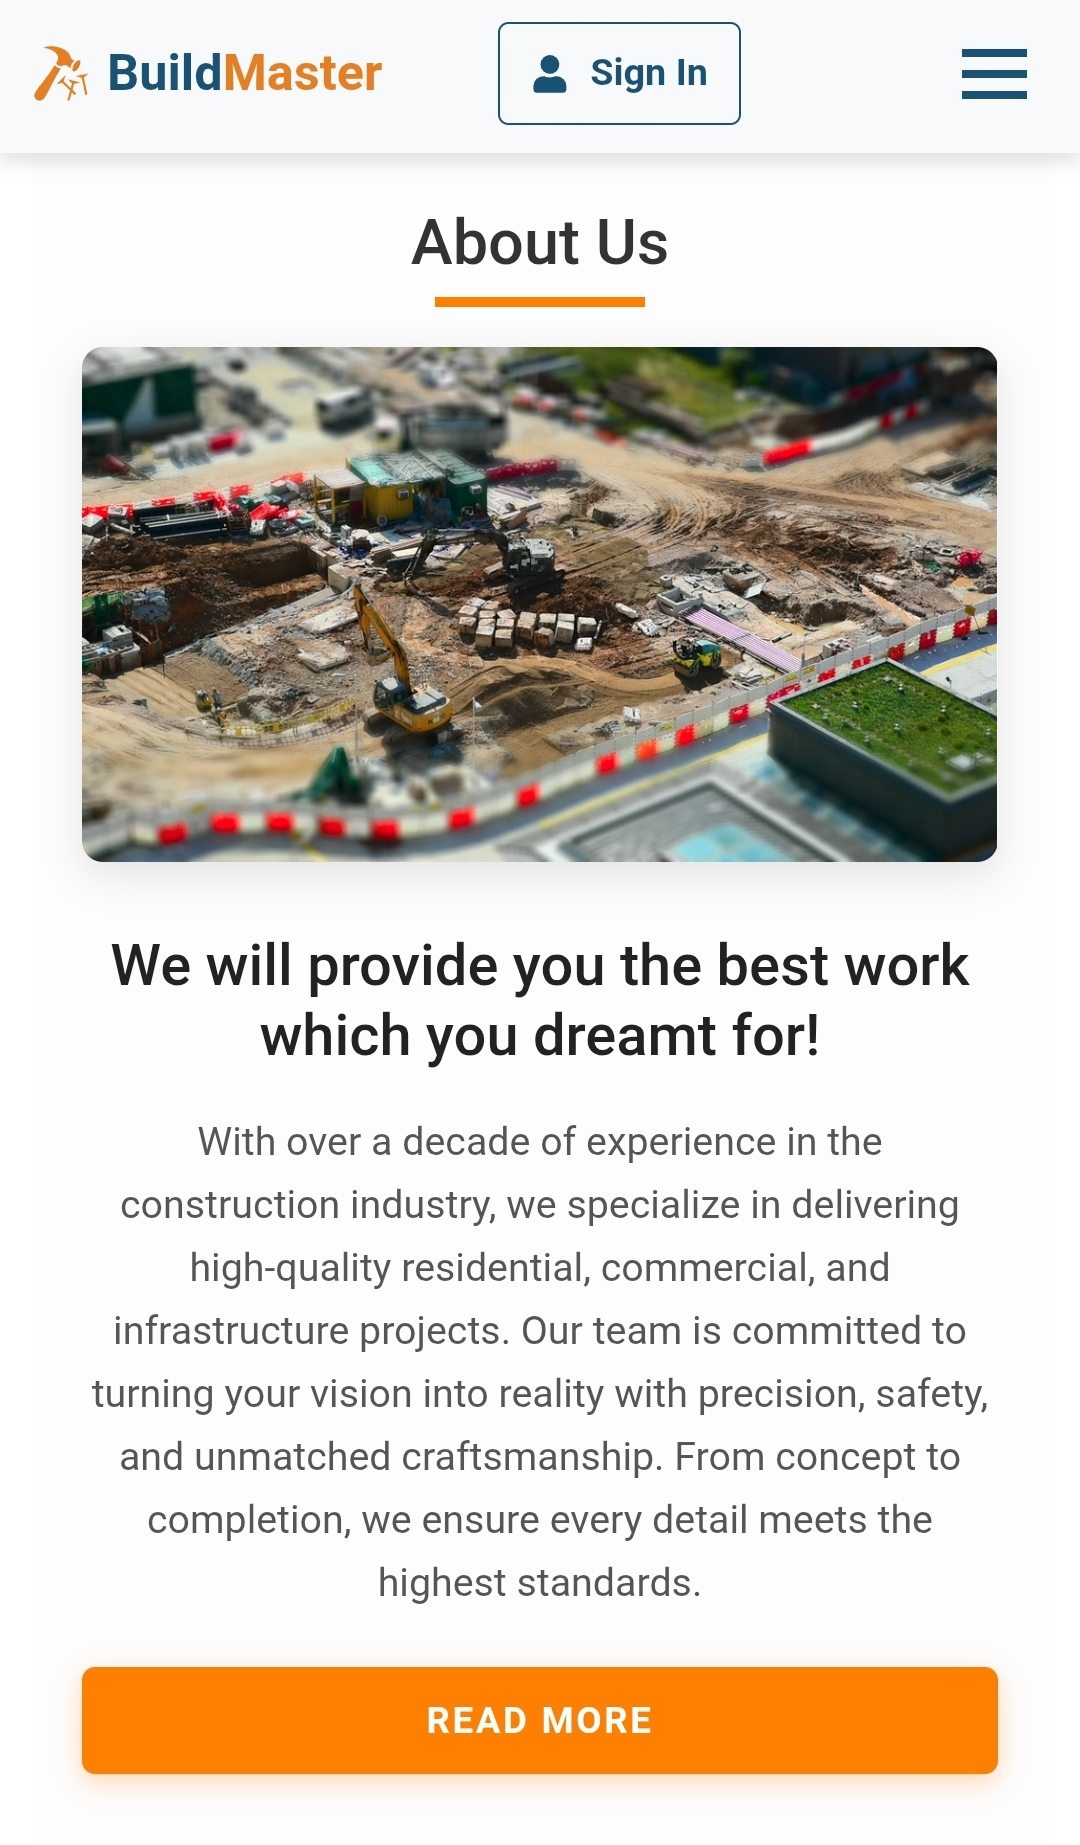 BuildMaster
Sign In
About Us
We will provide you the best work
which you dreamt for!
With over a decade of experience in the
construction industry, we specialize in delivering
high-quality residential, commercial, and
infrastructure projects. Our team is committed to
turning your vision into reality with precision, safety,
and unmatched craftsmanship. From concept to
completion, we ensure every detail meets the
highest standards.
READ MORE